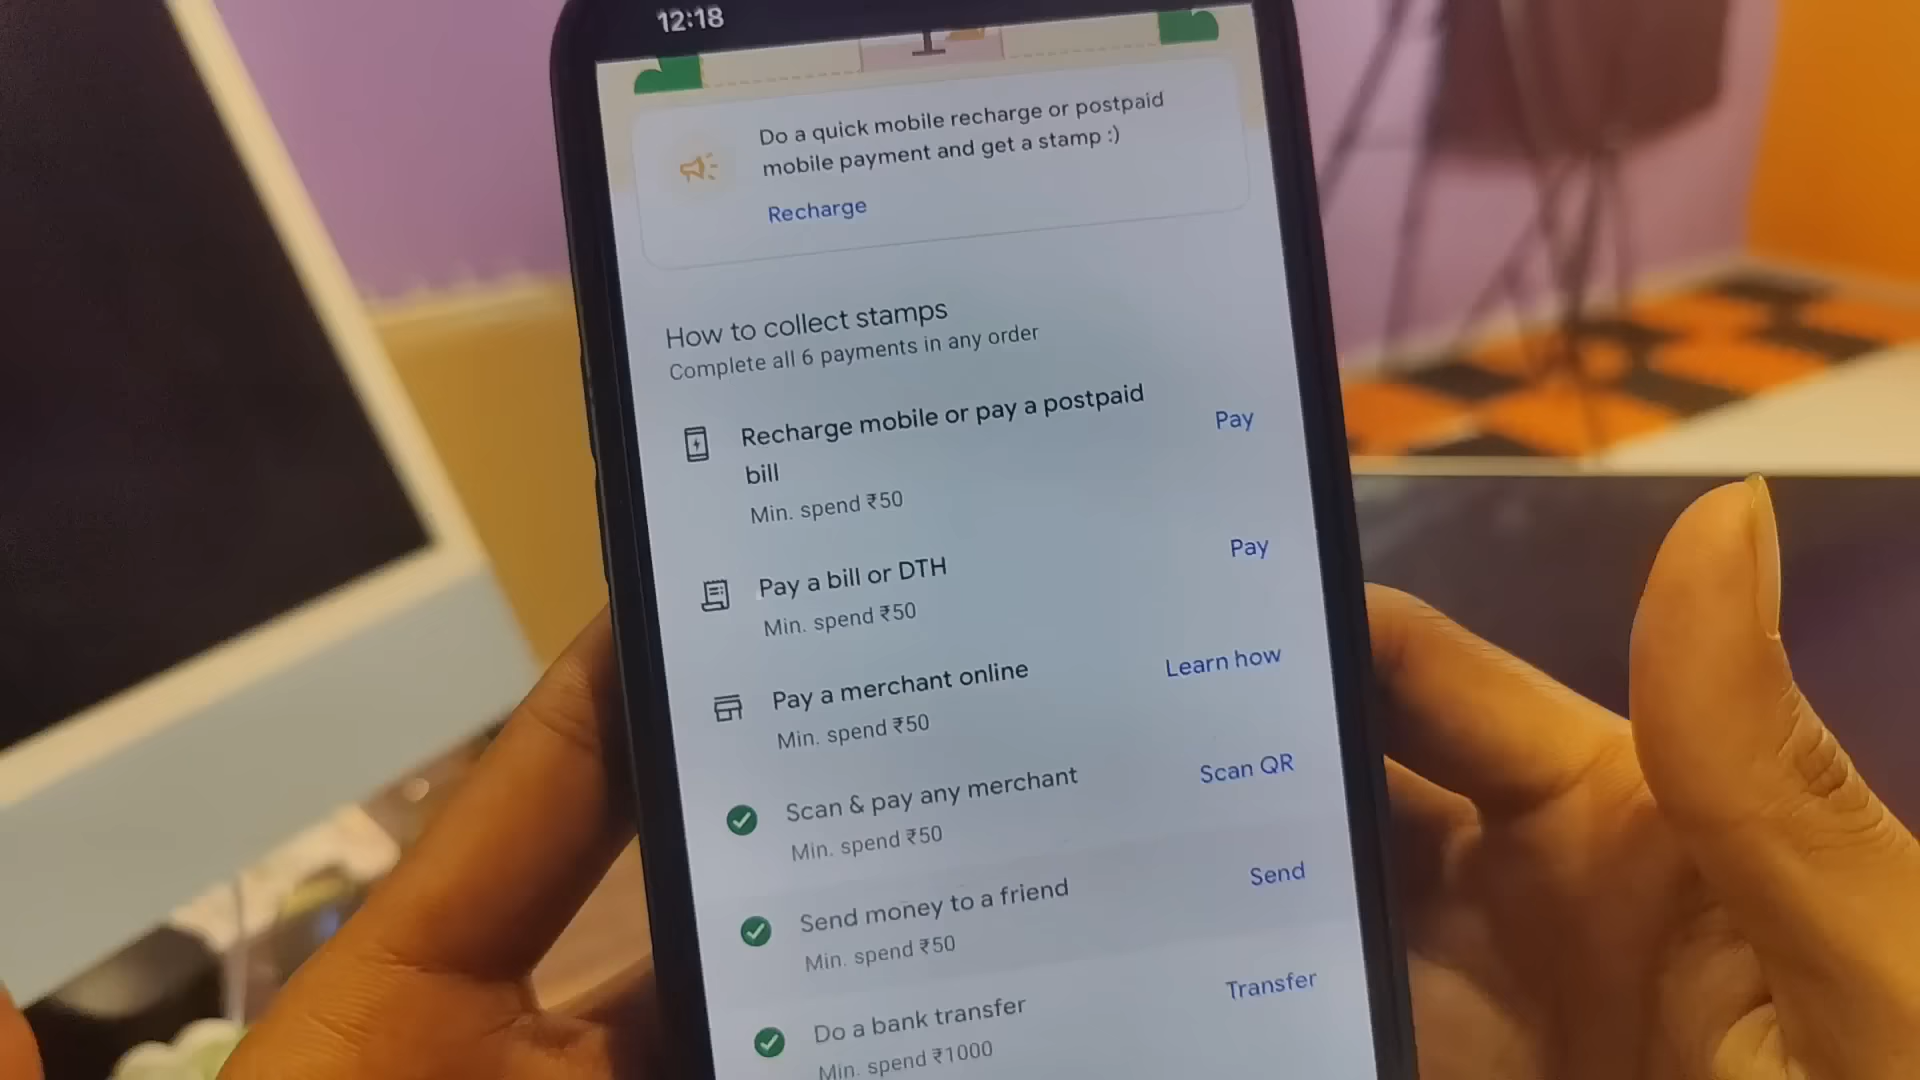 12:18
Do a quick mobile recharge or postpaid
mobile payment and get a stamp :)
Recharge
How to collect stamps
Complete all 6 payments in any order
Recharge mobile or pay a postpaid
bill
Pay
Min. spend ₹50
Pay a bill or DTH
Pay
Min. spend ₹50
Pay a merchant online
Learn how
Min. spend ₹50
Scan & pay any merchant
Scan QR
Min. spend ₹50
Send money to a friend
Send
Min. spend ₹50
Do a bank transfer
Transfer
Min. spend ₹1000